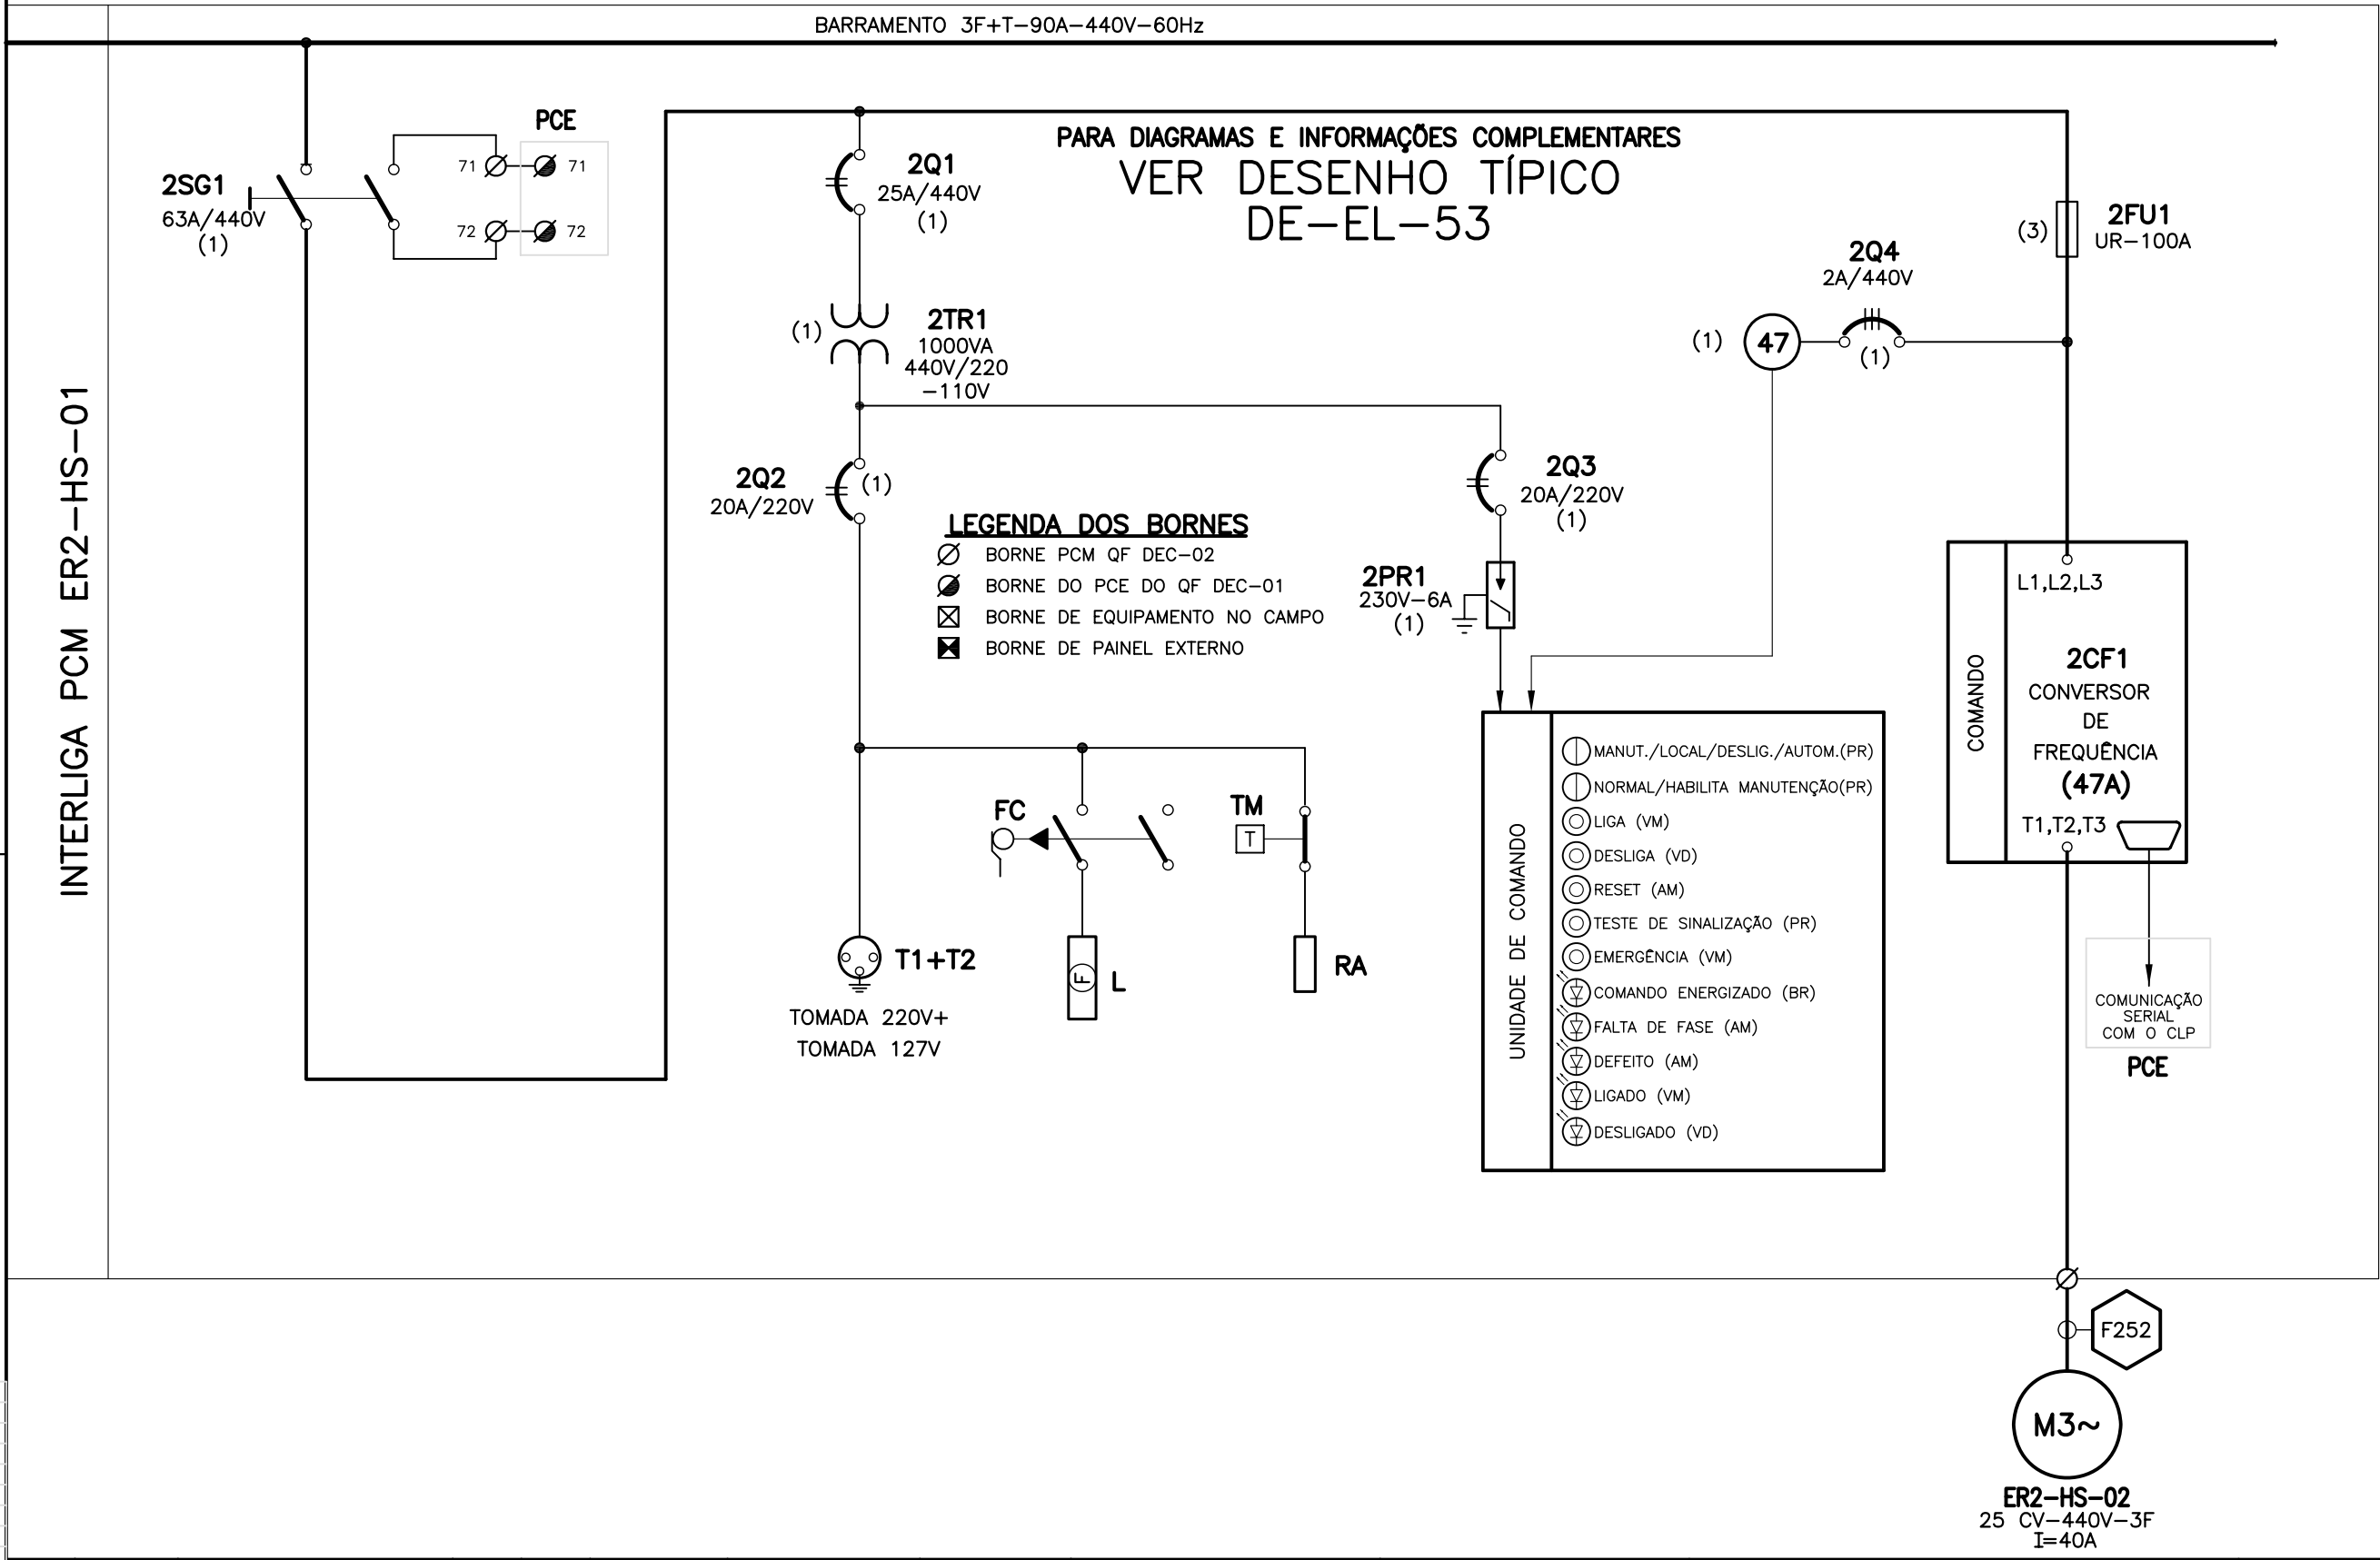 BARRAMENTO 3F+T-90A-440V-60Hz
INTERLIGA PCM ER2-HS-01
2SG1
63A/440V
(1)
PCE
71
71
72
72
2Q1
25A/440V
(1)
PARA DIAGRAMAS E INFORMAÇÕES COMPLEMENTARES
VER DESENHO TÍPICO
DE-EL-53
(3)
2FU1
UR-100A
2Q4
2A/440V
(1)
47
(1)
(1)
2TR1
1000VA
440V/220
-110V
2Q2
20A/220V
(1)
2Q3
20A/220V
(1)
LEGENDA DOS BORNES
BORNE PCM QF DEC-02
BORNE DO PCE DO QF DEC-01
BORNE DE EQUIPAMENTO NO CAMPO
BORNE DE PAINEL EXTERNO
2PR1
230V-6A
(1)
COMANDO
L1,L2,L3
2CF1
CONVERSOR
DE
FREQUÊNCIA
(47A)
T1,T2,T3
FC
TM
T
T1+T2
TOMADA 220V+
TOMADA 127V
F
L
RA
UNIDADE DE COMANDO
MANUT./LOCAL/DESLIG./AUTOM.(PR)
NORMAL/HABILITA MANUTENÇÃO(PR)
LIGA (VM)
DESLIGA (VD)
RESET (AM)
TESTE DE SINALIZAÇÃO (PR)
EMERGÊNCIA (VM)
COMANDO ENERGIZADO (BR)
FALTA DE FASE (AM)
DEFEITO (AM)
LIGADO (VM)
DESLIGADO (VD)
COMUNICAÇÃO
SERIAL
COM O CLP
PCE
F252
M3~
ER2-HS-02
25 CV-440V-3F
I=40A